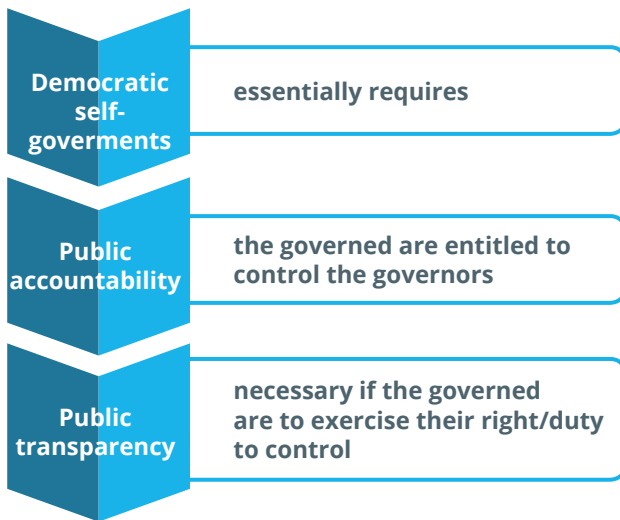 Democratic
self-
goverments
essentially requires
Public
accountability
the governed are entitled to
control the governors
Public
transparency
necessary if the governed
are to exercise their right/duty
to control